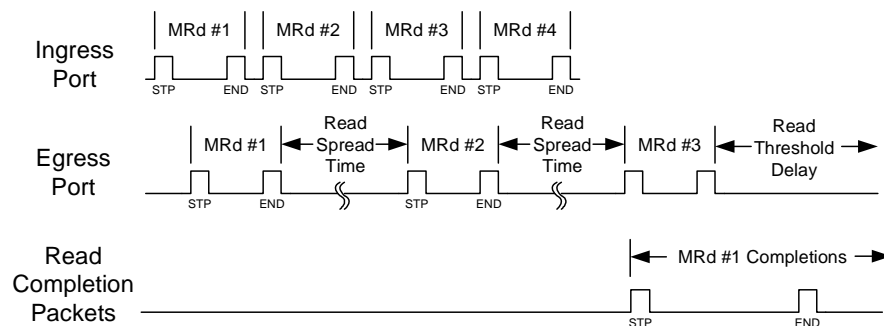 MRd #1 MRd #2 MRd #3 MRd #4
Ingress
Port
STP END STP END STP END STP END
Read
Spread
Time
Read
Spread
Time
Read
Threshold
Delay
MRd #1 MRd #2 MRd #3
Egress
Port
STP END STP END
Read
Completion
Packets
MRd #1 Completions
STP END